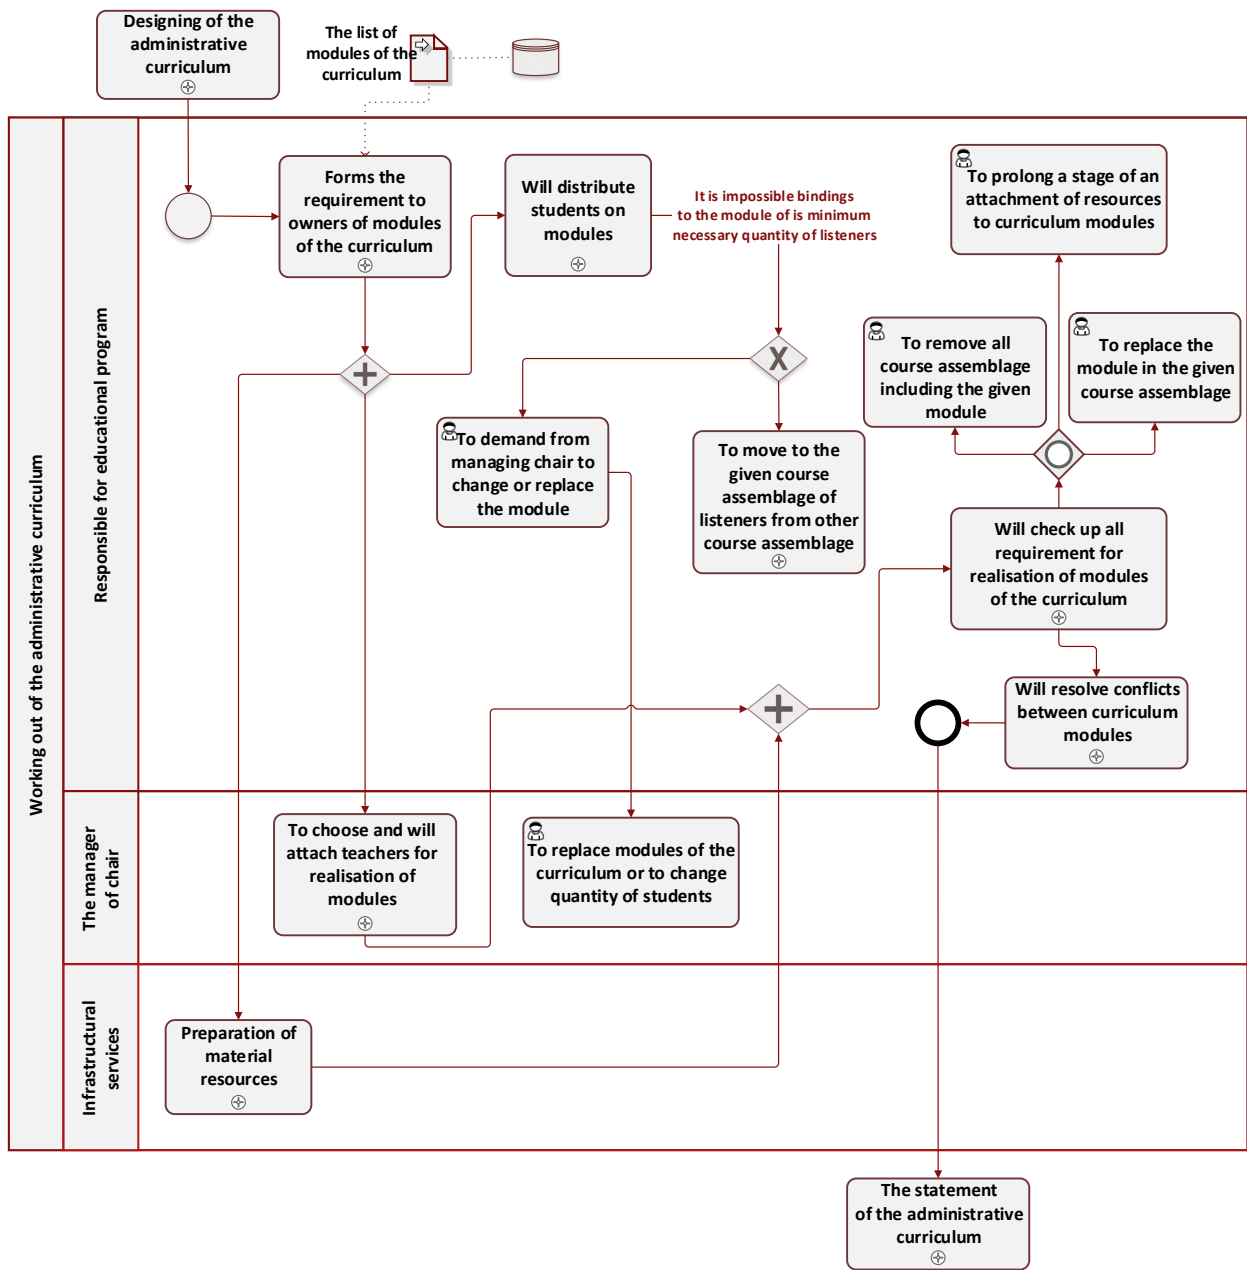 Designing of the
administrative
curriculum
The list of
modules of the
curriculum
Working out of the administrative curriculum
Responsible for educational program
Forms the
requirement to
owners of modules
of the curriculum
Will distribute
students on
modules
It is impossible bindings
to the module of is minimum
necessary quantity of listeners
To prolong a stage of an
attachment of resources
to curriculum modules
To remove all
course assemblage
including the given
module
To replace the
module in the given
course assemblage
X
To demand from
managing chair to
change or replace
the module
To move to the
given course
assemblage of
listeners from other
course assemblage
Will check up all
requirement for
realisation of modules
of the curriculum
Will resolve conflicts
between curriculum
modules
The manager
of chair
To choose and will
attach teachers for
realisation of
modules
To replace modules of the
curriculum or to change
quantity of students
Infrastructural
services
Preparation of
material
resources
The statement
of the administrative
curriculum